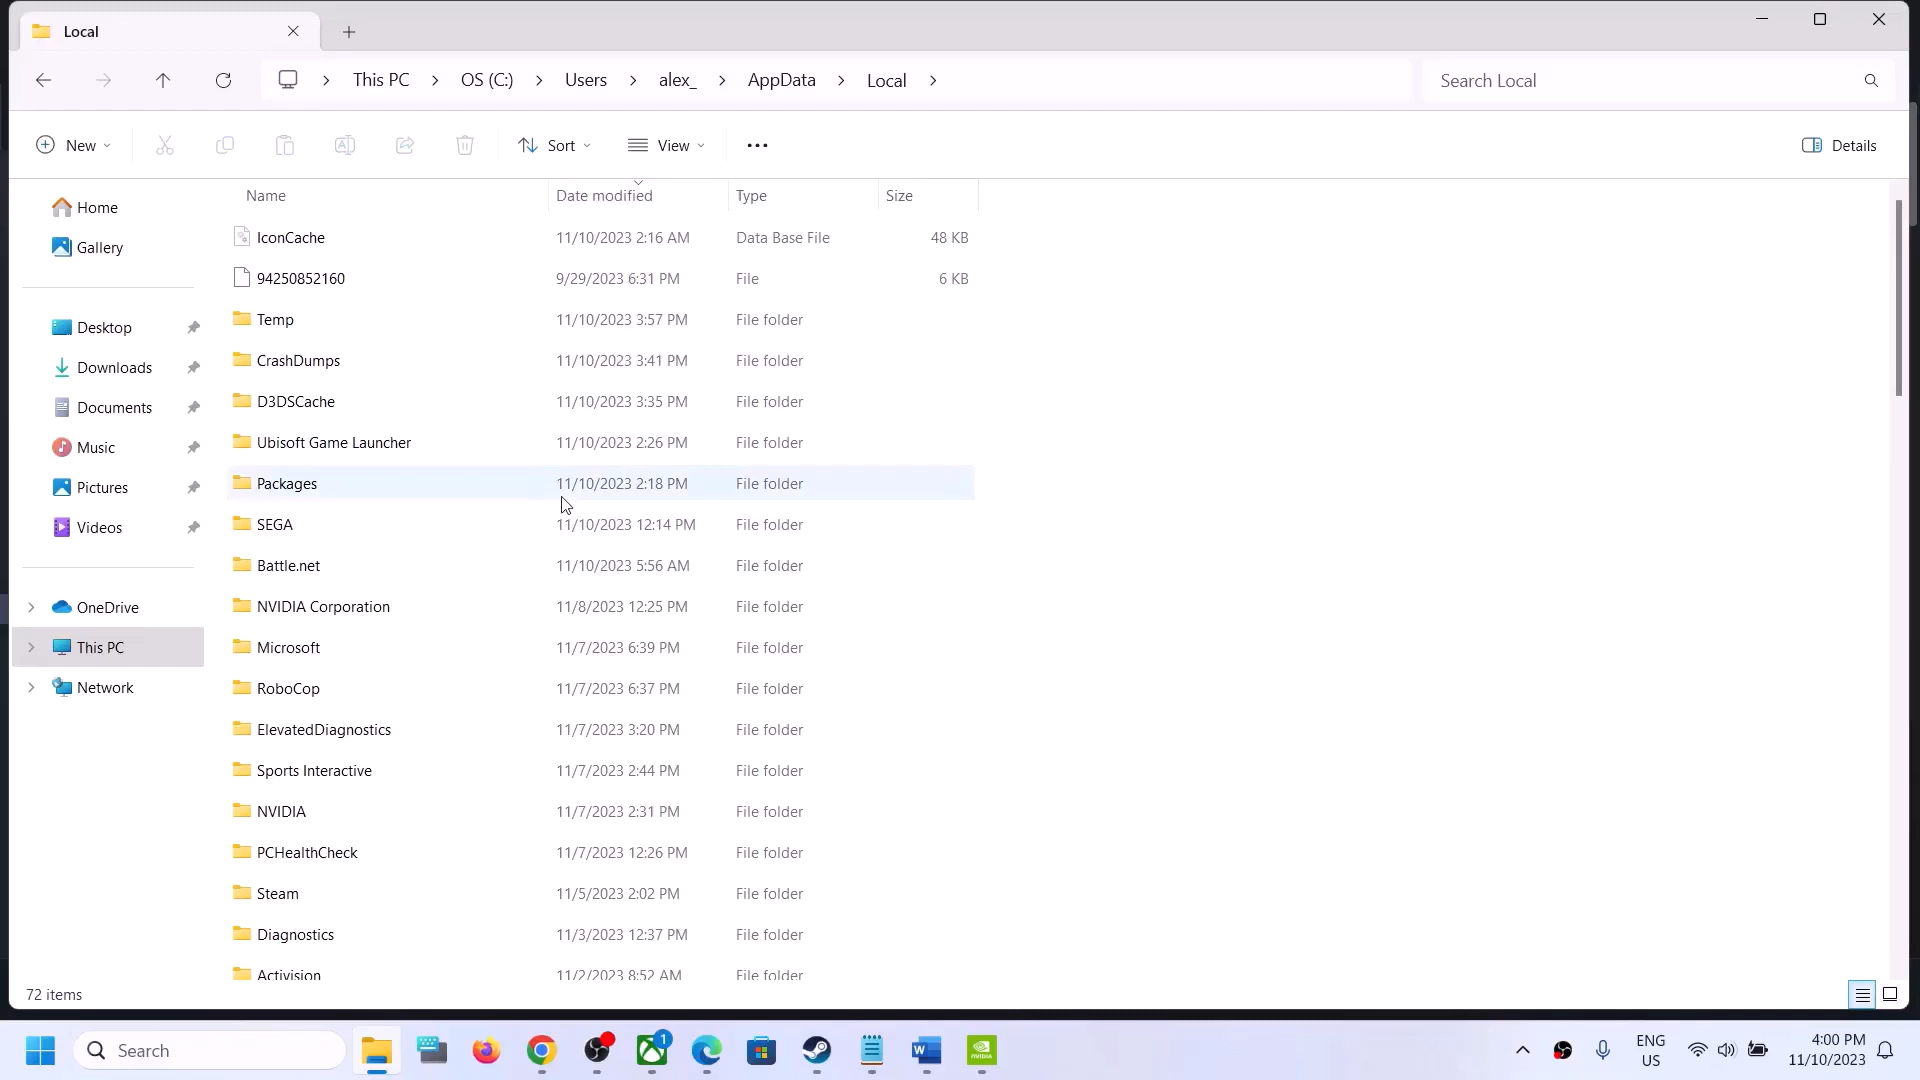 Local
This PC
OS (C:)
Users
alex_
AppData
Local
Search Local
New
Sort
View
Details
Name Date modified Type Size
Home
Gallery
Desktop
Downloads
Documents
Music
Pictures
Videos
OneDrive
This PC
Network
IconCache 11/10/2023 2:16 AM Data Base File 48 KB
94250852160 9/29/2023 6:31 PM File 6 KB
Temp 11/10/2023 3:57 PM File folder
CrashDumps 11/10/2023 3:41 PM File folder
D3DSCache 11/10/2023 3:35 PM File folder
Ubisoft Game Launcher 11/10/2023 2:26 PM File folder
Packages 11/10/2023 2:18 PM File folder
SEGA 11/10/2023 12:14 PM File folder
Battle.net 11/10/2023 5:56 AM File folder
NVIDIA Corporation 11/8/2023 12:25 PM File folder
Microsoft 11/7/2023 6:39 PM File folder
RoboCop 11/7/2023 6:37 PM File folder
ElevatedDiagnostics 11/7/2023 3:20 PM File folder
Sports Interactive 11/7/2023 2:44 PM File folder
NVIDIA 11/7/2023 2:31 PM File folder
PCHealthCheck 11/7/2023 12:26 PM File folder
Steam 11/5/2023 2:02 PM File folder
Diagnostics 11/3/2023 12:37 PM File folder
Activision 11/2/2023 8:52 AM File folder
72 items
Search
1
W
NVIDIA
ENG
US
4:00 PM
11/10/2023